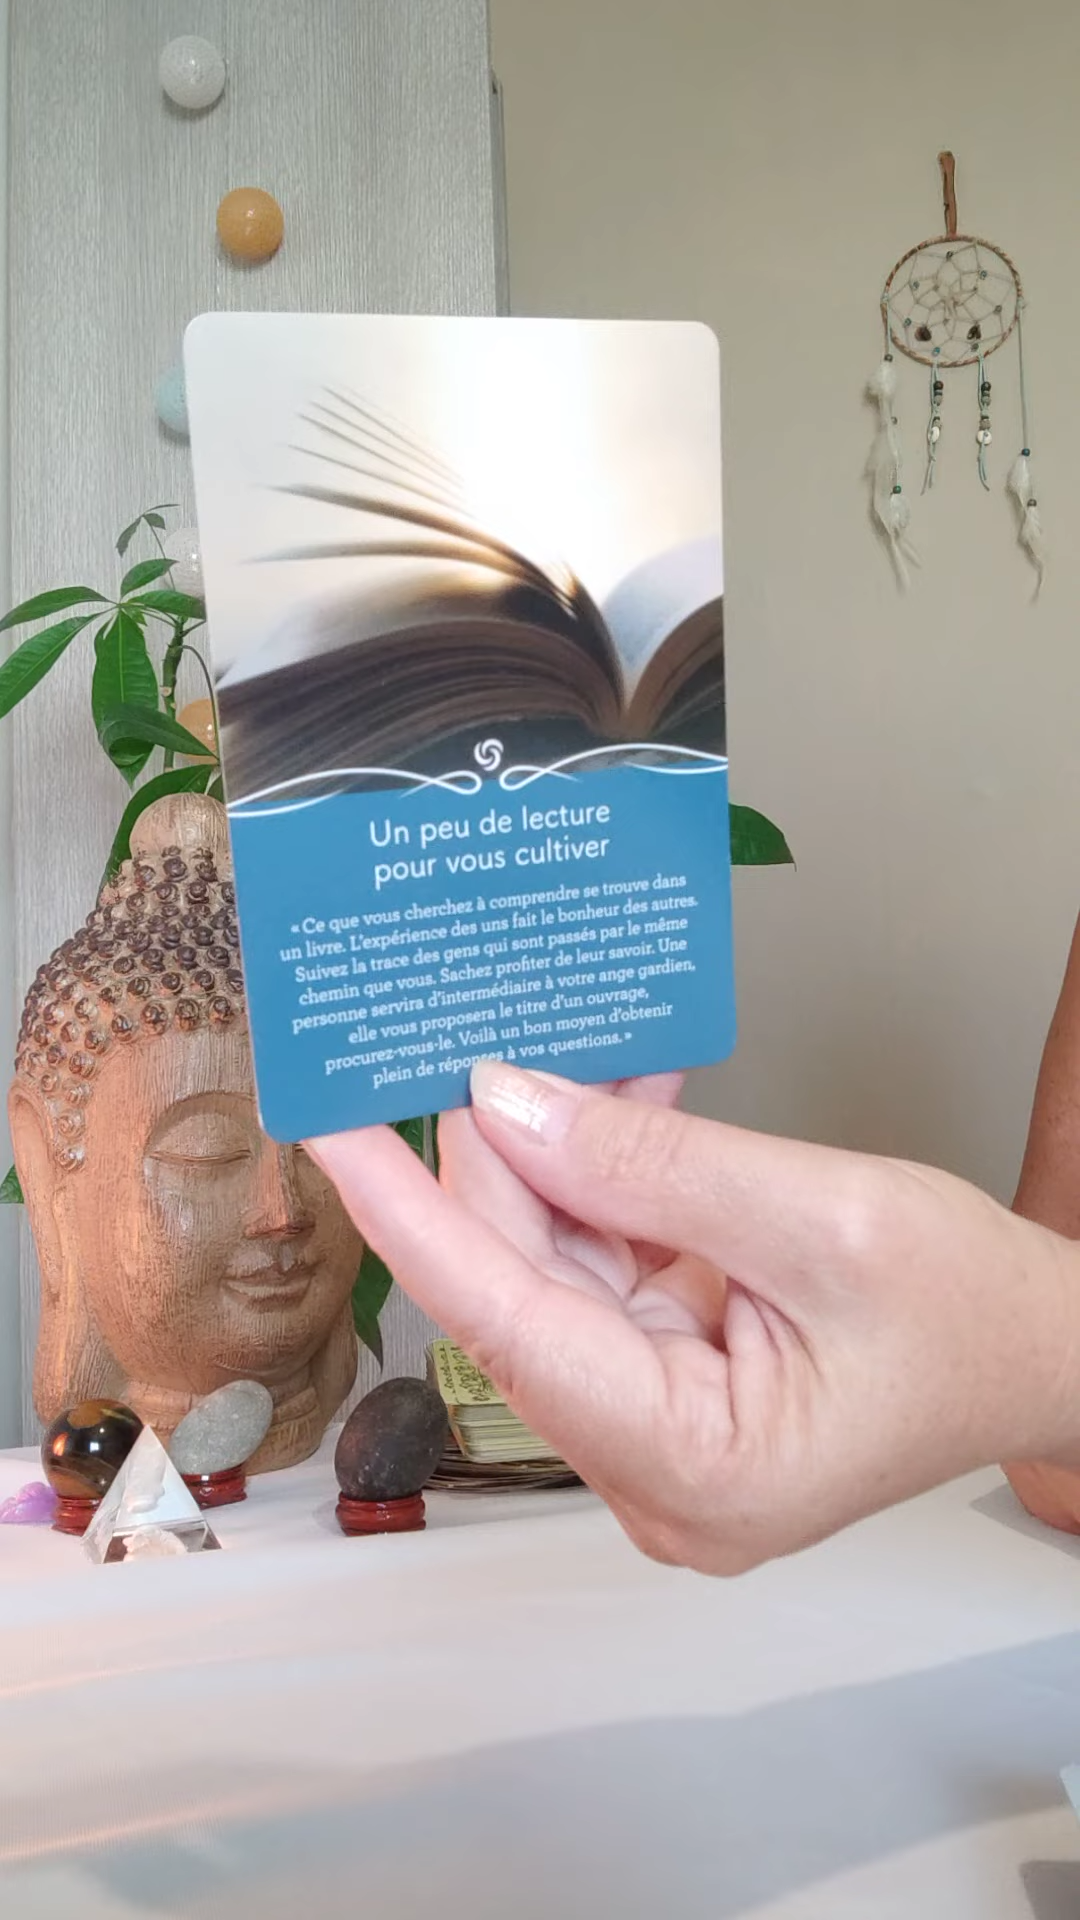 Un peu de lecture
pour vous cultiver
« Ce que vous cherchez à comprendre se trouve dans
un livre. L'expérience des uns fait le bonheur des autres.
Suivez la trace des gens qui sont passés par le même
chemin que vous. Sachez profiter de leur savoir. Une
personne servira d'intermédiaire à votre ange gardien,
elle vous proposera le titre d'un ouvrage,
procurez-vous-le. Voilà un bon moyen d'obtenir
plein de réponses à vos questions. »